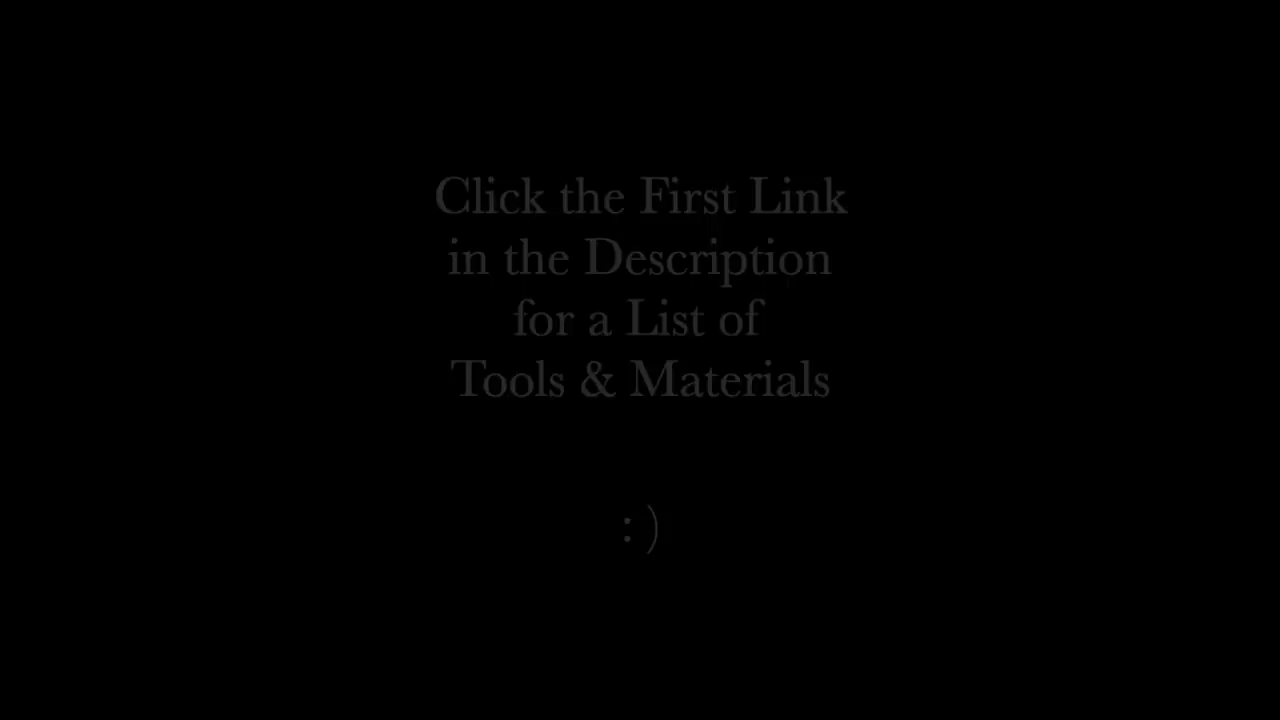 Click the First Link
in the Description
for a List of
Tools & Materials
: )